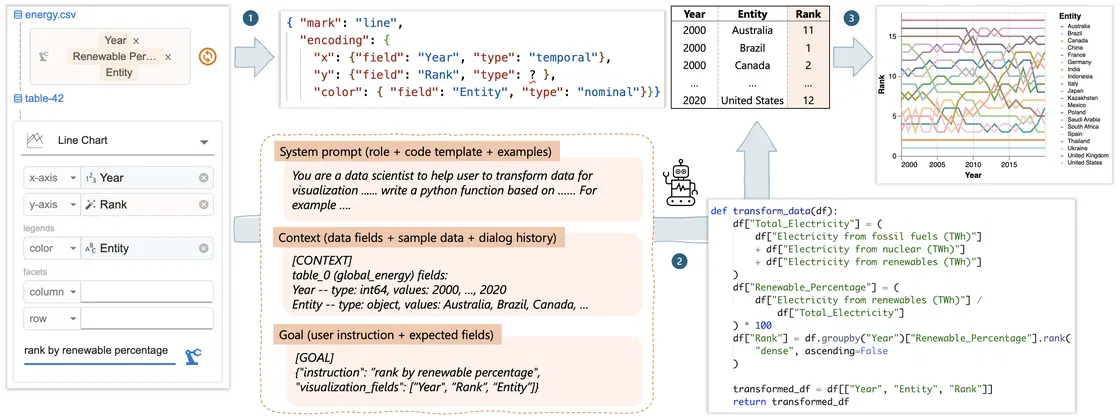 energy.csv
Year ×
Renewable Per... ×
Entity
table-42
Line Chart
x-axis
123 Year
y-axis
Rank
legends
color
ABC Entity
facets
column
row
rank by renewable percentage
1
{ "mark": "line",
"encoding": {
"x": {"field": "Year", "type": "temporal"},
"y": {"field": "Rank", "type": ? },
"color": { "field": "Entity", "type": "nominal"}}}
System prompt (role + code template + examples)
You are a data scientist to help user to transform data for
visualization ...... write a python function based on ...... For
example ....
Context (data fields + sample data + dialog history)
[CONTEXT]
table_0 (global_energy) fields:
Year -- type: int64, values: 2000, ..., 2020
Entity -- type: object, values: Australia, Brazil, Canada, ...
Goal (user instruction + expected fields)
[GOAL]
{"instruction": "rank by renewable percentage",
"visualization_fields": ["Year", "Rank", "Entity"]}
2
Year Entity Rank
2000 Australia 11
2000 Brazil 1
2000 Canada 2
... ... ...
2020 United States 12
def transform_data(df):
df["Total_Electricity"] = (
df["Electricity from fossil fuels (TWh)"]
+ df["Electricity from nuclear (TWh)"]
+ df["Electricity from renewables (TWh)"]
)
df["Renewable_Percentage"] = (
df["Electricity from renewables (TWh)"] /
df["Total_Electricity"]
) * 100
df["Rank"] = df.groupby("Year")["Renewable_Percentage"].rank(
"dense", ascending=False
)
transformed_df = df[["Year", "Entity", "Rank"]]
return transformed_df
3
Rank
15
10
5
0
2000 2005 2010 2015
Year
Entity
Australia
Brazil
Canada
China
France
Germany
India
Indonesia
Italy
Japan
Kazakhstan
Mexico
Poland
Saudi Arabia
South Africa
Spain
Thailand
Ukraine
United Kingdom
United States